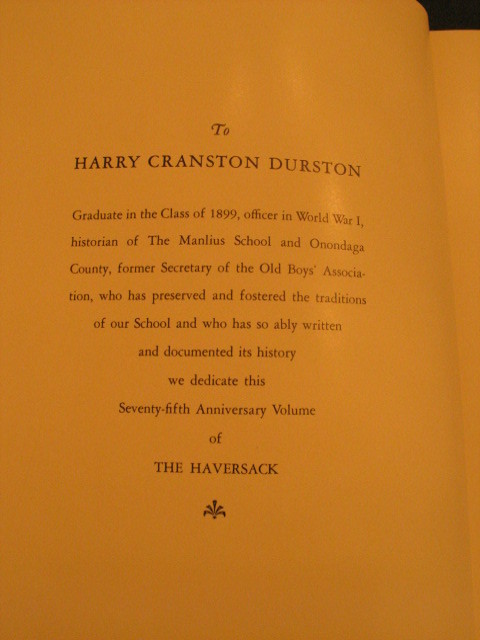 To
HARRY CRANSTON DURSTON
Graduate in the Class of 1899, officer in World War I,
historian of The Manlius School and Onondaga
County, former Secretary of the Old Boys' Associa-
tion, who has preserved and fostered the traditions
of our School and who has so ably written
and documented its history
we dedicate this
Seventy-fifth Anniversary Volume
of
THE HAVERSACK